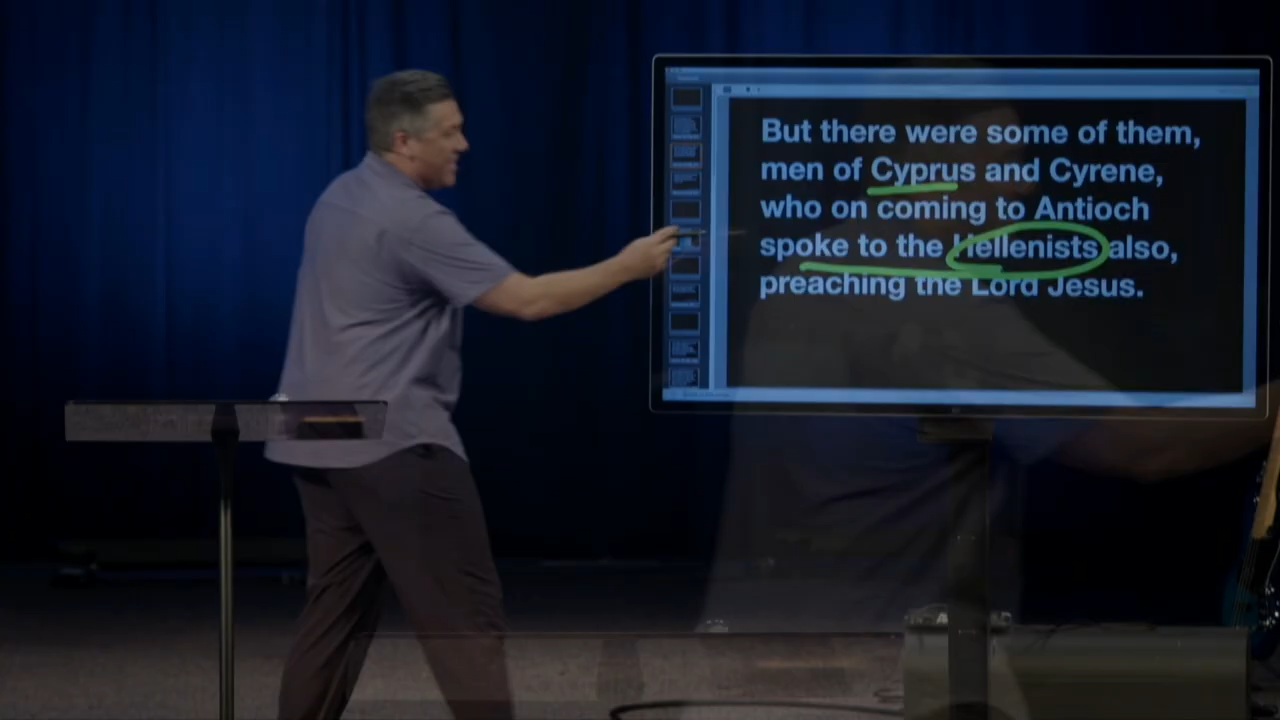 But there were some of them,
men of Cyprus and Cyrene,
who on coming to Antioch
spoke to the Hellenists also,
preaching the Lord Jesus.